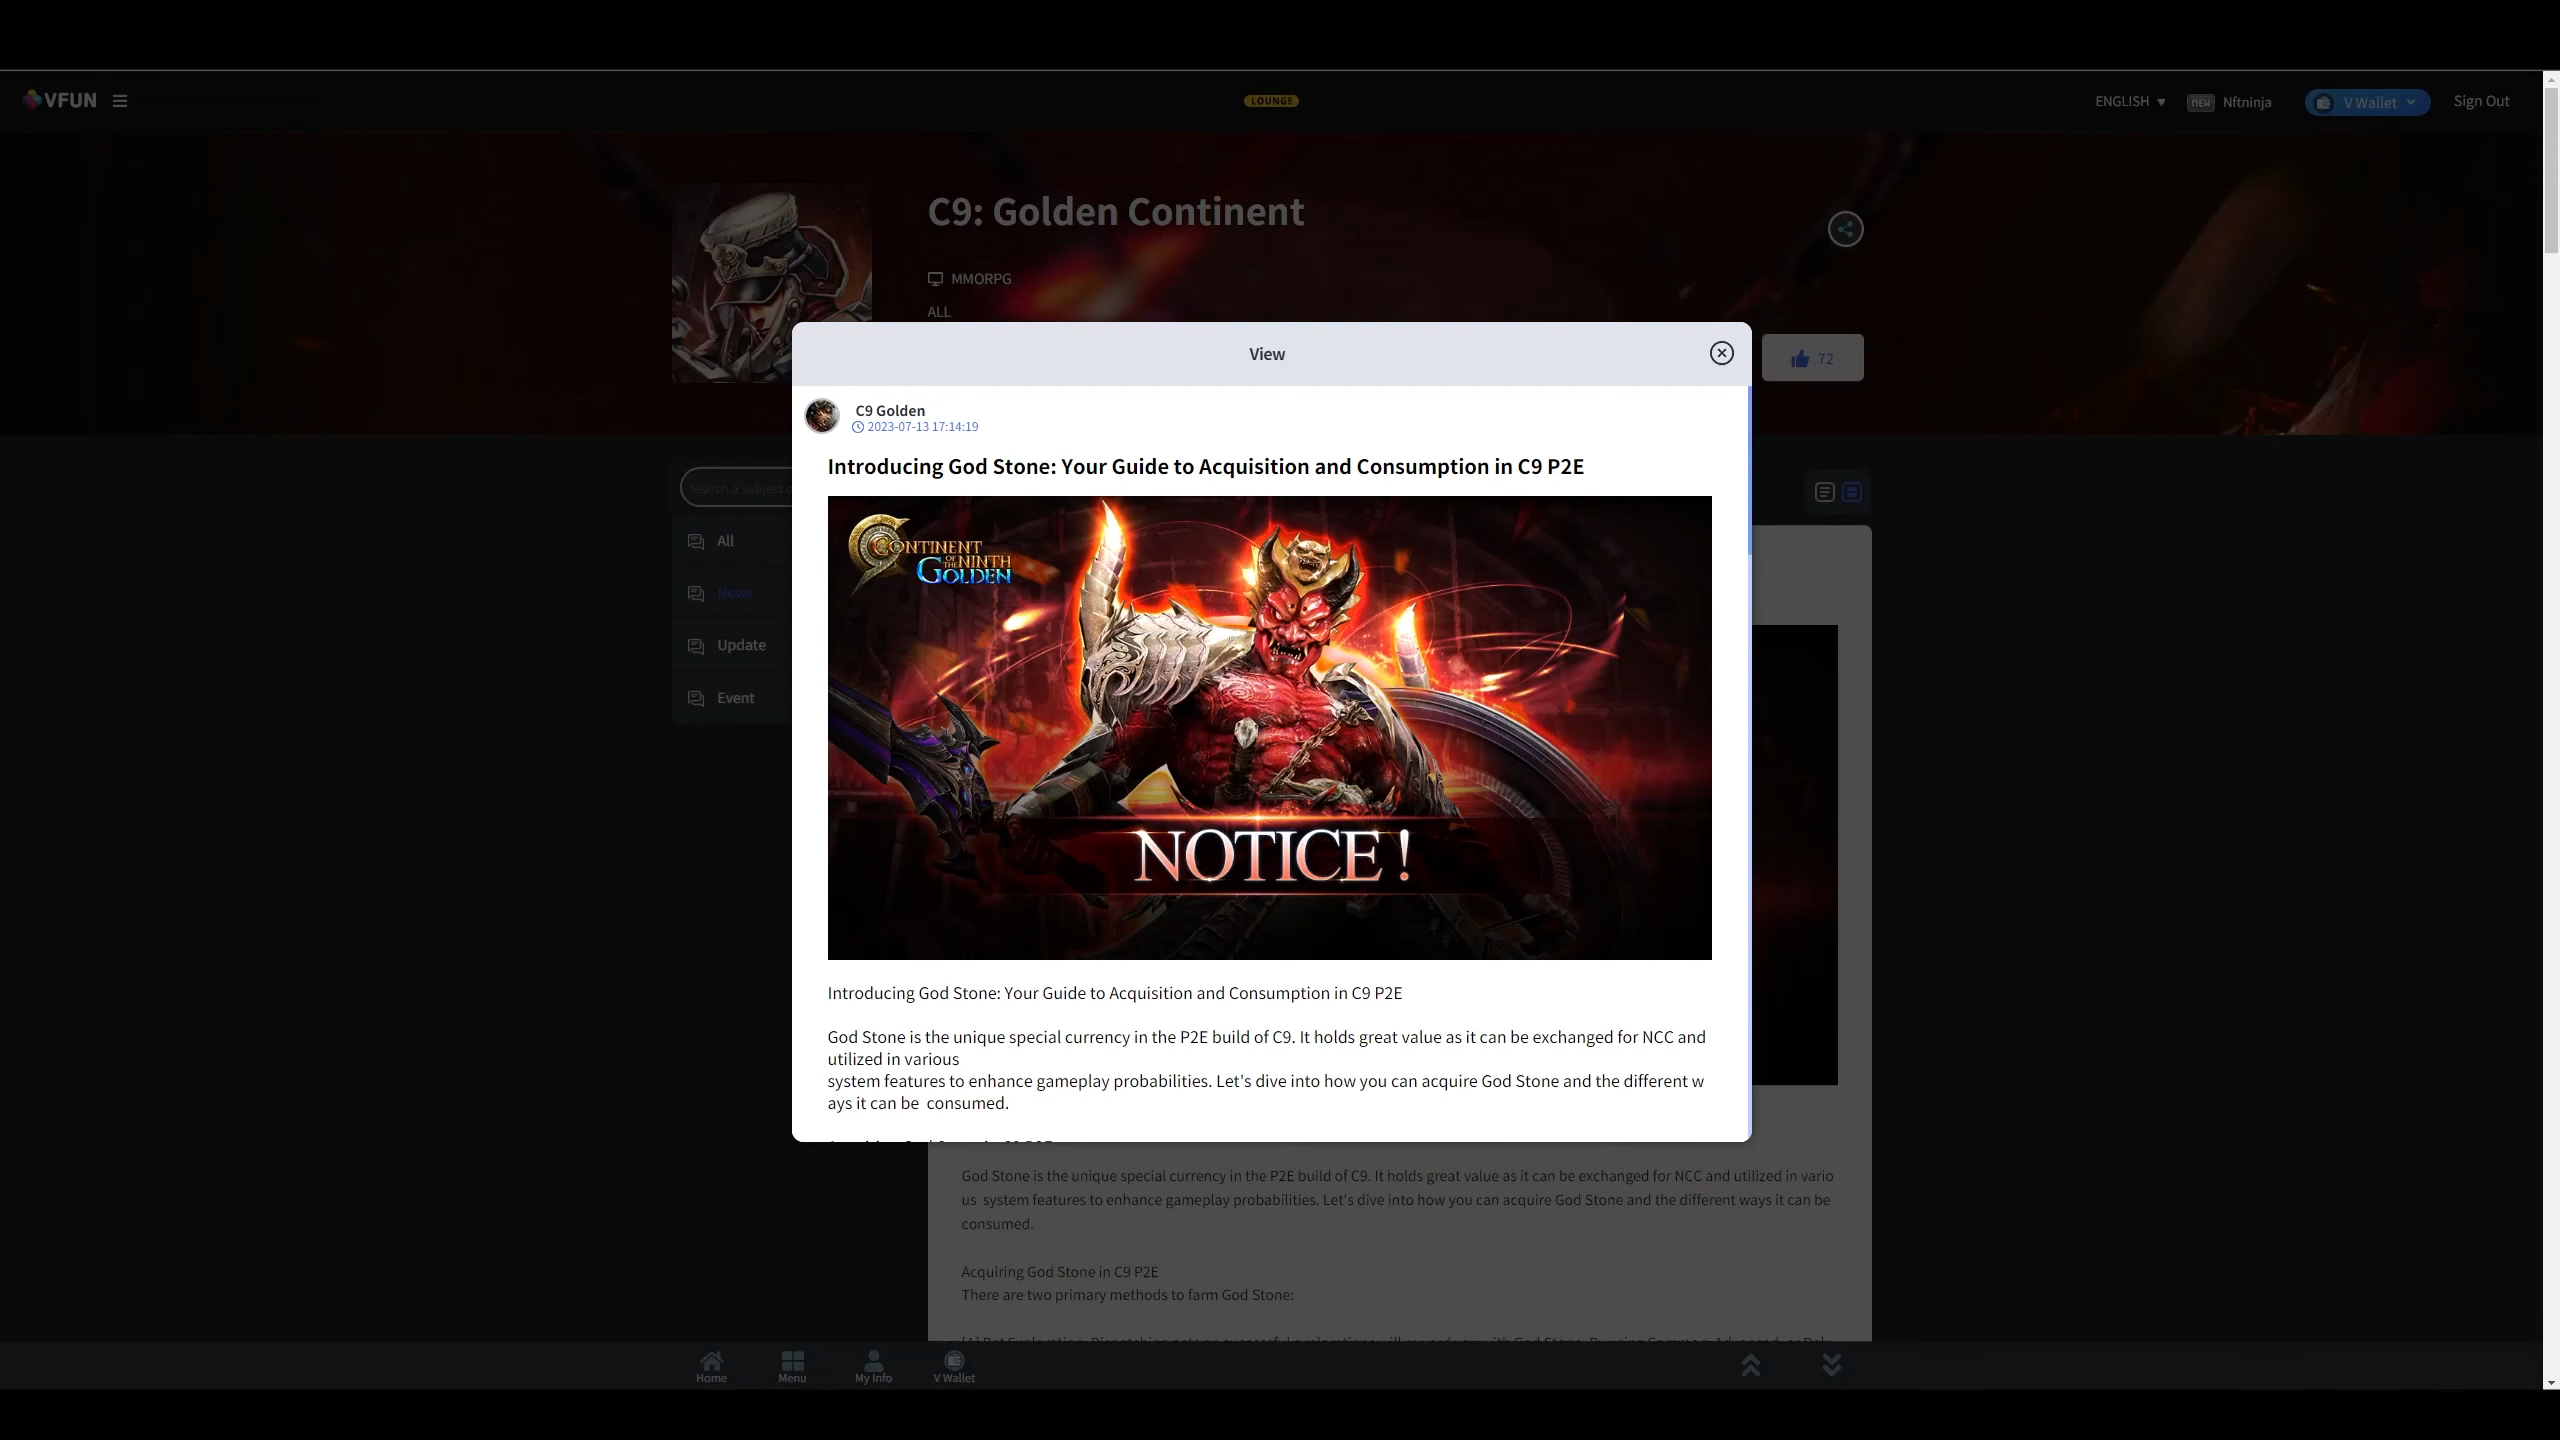 VFUN
LOUNGE
ENGLISH ▼
NEW Nftninja
V Wallet
Sign Out
C9: Golden Continent
MMORPG
ALL
72
View
C9 Golden
2023-07-13 17:14:19
Introducing God Stone: Your Guide to Acquisition and Consumption in C9 P2E
CONTINENT
OF THE NINTH
GOLDEN
NOTICE !
Introducing God Stone: Your Guide to Acquisition and Consumption in C9 P2E
God Stone is the unique special currency in the P2E build of C9. It holds great value as it can be exchanged for NCC and
utilized in various
system features to enhance gameplay probabilities. Let's dive into how you can acquire God Stone and the different w
ays it can be  consumed.
Search a subject
All
News
Update
Event
God Stone is the unique special currency in the P2E build of C9. It holds great value as it can be exchanged for NCC and utilized in vario
us  system features to enhance gameplay probabilities. Let's dive into how you can acquire God Stone and the different ways it can be
consumed.
Acquiring God Stone in C9 P2E
There are two primary methods to farm God Stone:
Home
Menu
My Info
V Wallet